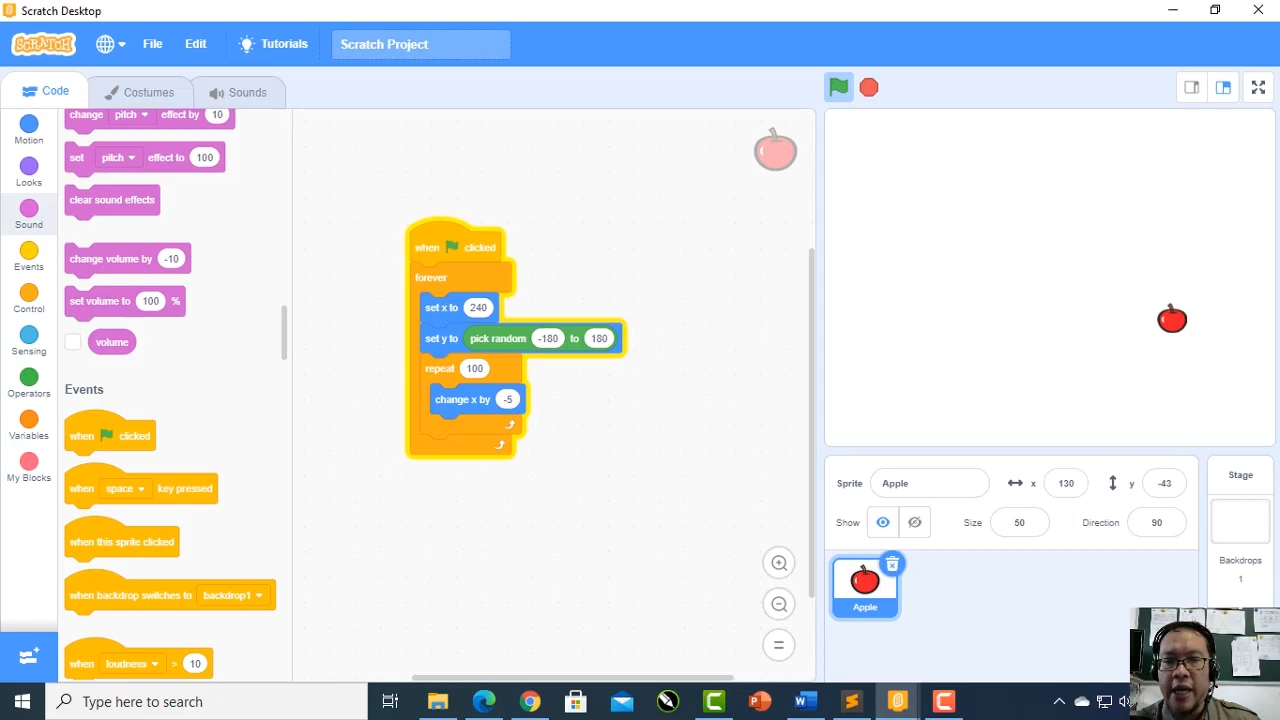 Scratch Desktop
SCRATCH
File
Edit
Tutorials
Scratch Project
Code
Costumes
Sounds
Motion
Looks
Sound
Events
Control
Sensing
Operators
Variables
My Blocks
change pitch effect by 10
set pitch effect to 100
clear sound effects
change volume by -10
set volume to 100 %
volume
Events
when clicked
when space key pressed
when this sprite clicked
when backdrop switches to backdrop1
when loudness > 10
when clicked
forever
set x to 240
set y to pick random -180 to 180
repeat 100
change x by -5
Sprite Apple x 130 y -43
Show Size 50 Direction 90
Apple
Stage
Backdrops
1
Type here to search